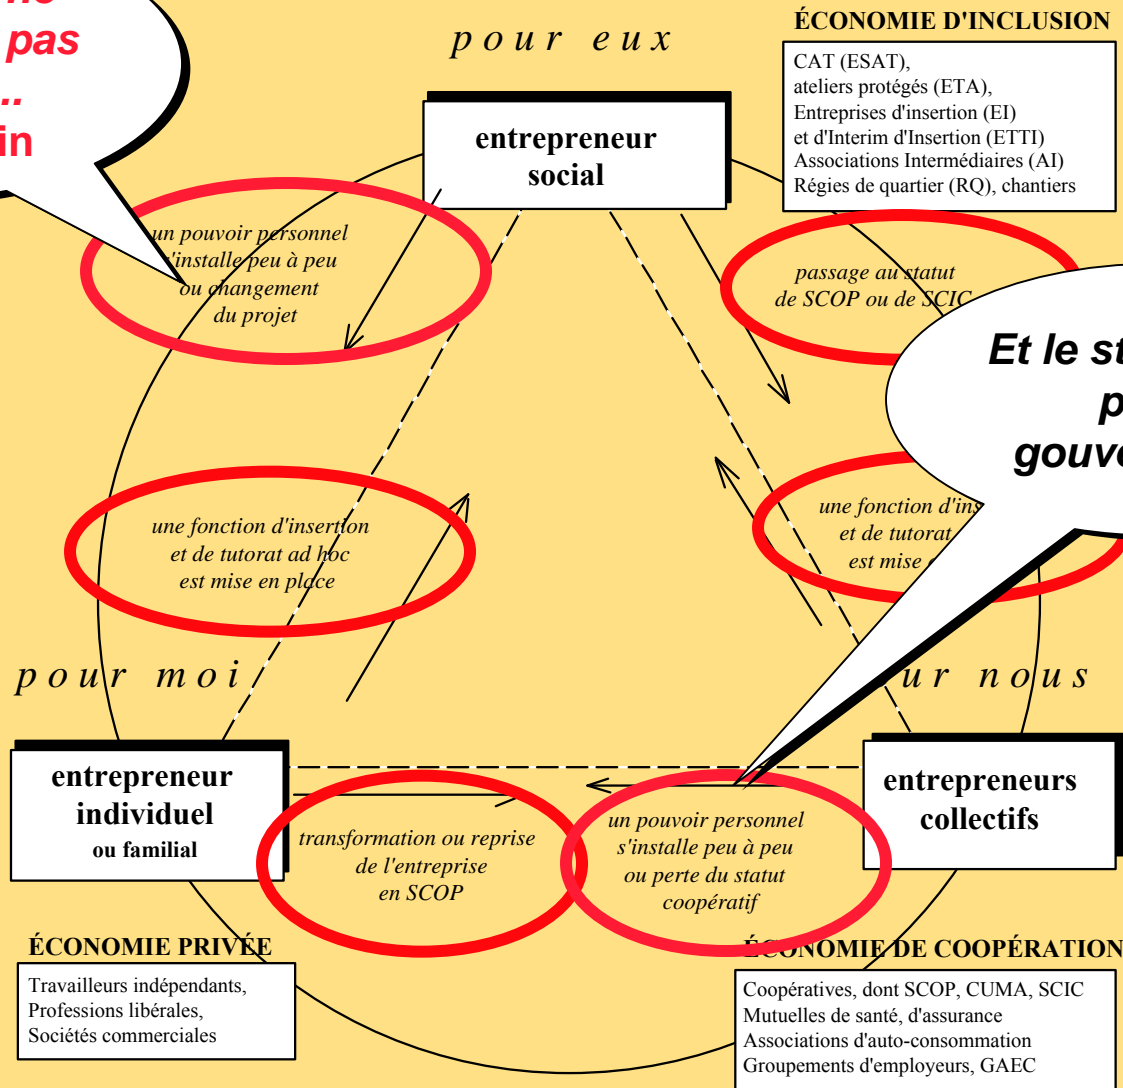 pas
...
pour eux
ÉCONOMIE D'INCLUSION
CAT (ESAT),
ateliers protégés (ETA),
Entreprises d'insertion (EI)
et d'Interim d'Insertion (ETTI)
Associations Intermédiaires (AI)
Régies de quartier (RQ), chantiers
entrepreneur
social
un pouvoir personnel
s'installe peu à peu
ou changement
du projet
passage au statut
de SCOP ou de SCIC
Et le
une fonction d'insertion
et de tutorat ad hoc
est mise en place
une fonction
et de tutorat
est mise
pour moi
nous
entrepreneur
individuel
ou familial
entrepreneurs
collectifs
transformation ou reprise
de l'entreprise
en SCOP
un pouvoir personnel
s'installe peu à peu
ou perte du statut
coopératif
ÉCONOMIE PRIVÉE
Travailleurs indépendants,
Professions libérales,
Sociétés commerciales
ÉCONOMIE DE COOPÉRATION
Coopératives, dont SCOP, CUMA, SCIC
Mutuelles de santé, d'assurance
Associations d'auto-consommation
Groupements d'employeurs, GAEC